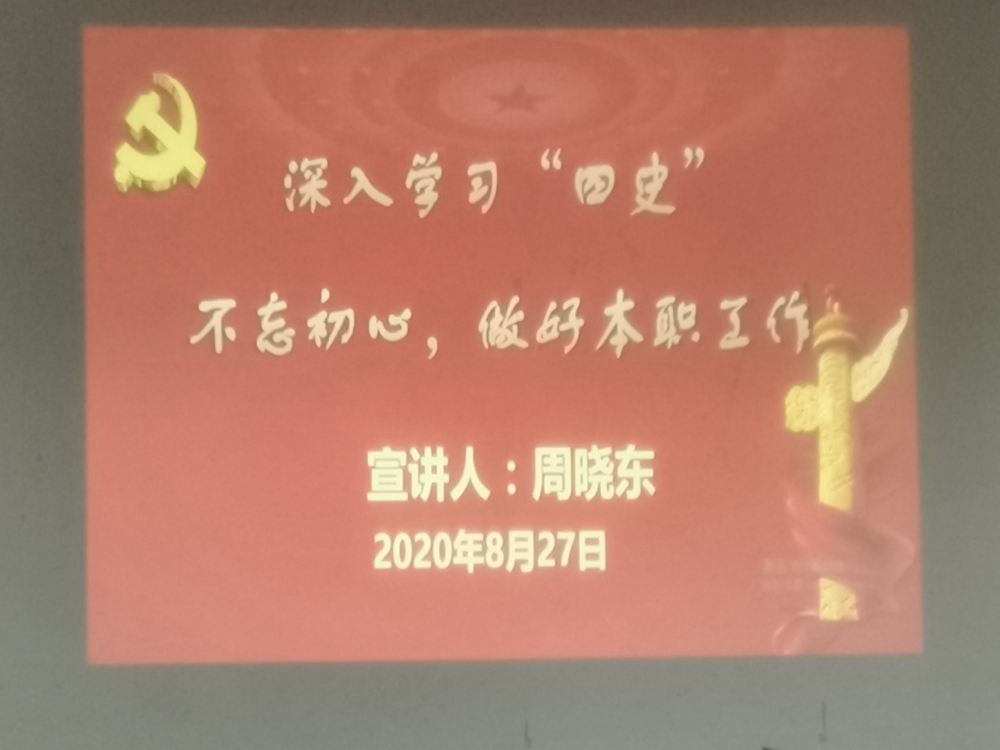 深入学习“四史”
不忘初心，做好本职工作
宣讲人：周晓东
2020年8月27日